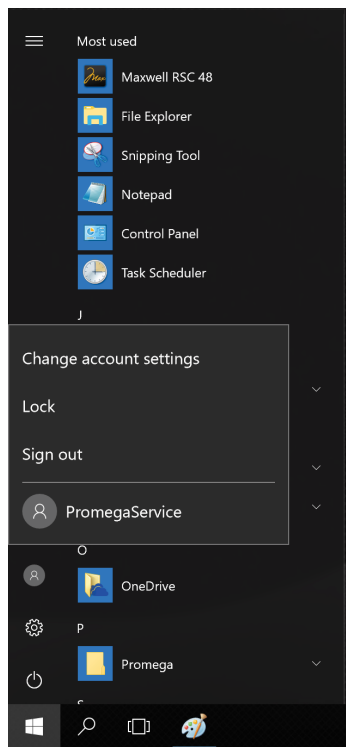 Most used
Maxwell RSC 48
File Explorer
Snipping Tool
Notepad
Control Panel
Task Scheduler
J
Change account settings
Lock
Sign out
PromegaService
O
OneDrive
P
Promega